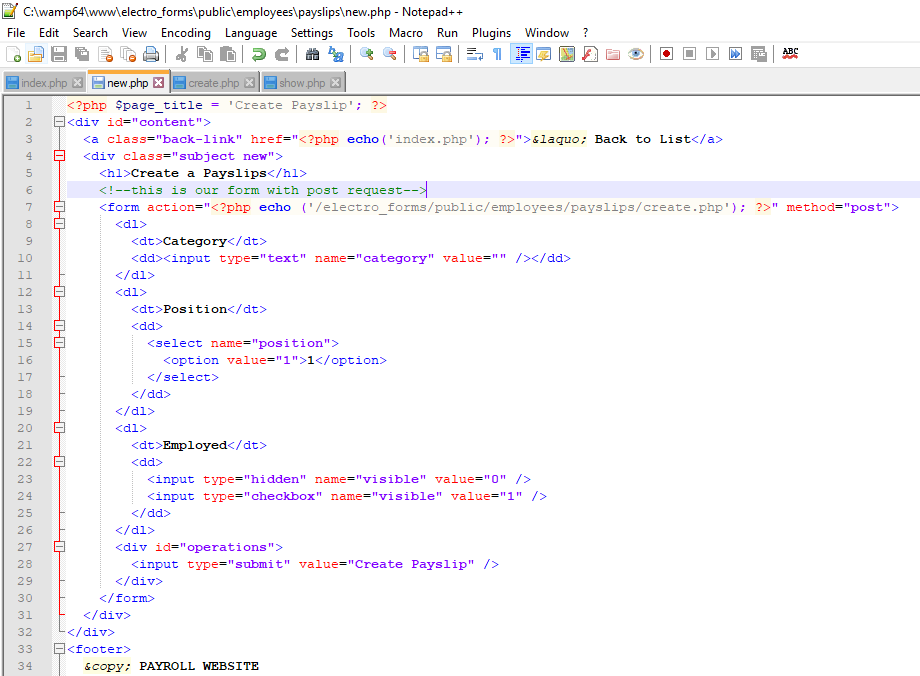 C:\wamp64\www\electro_forms\public\employees\payslips\new.php - Notepad++
File Edit Search View Encoding Language Settings Tools Macro Run Plugins Window ?
ABC
index.php new.php create.php show.php
1 <?php $page_title = 'Create Payslip'; ?>
2 <div id="content">
3 <a class="back-link" href="<?php echo('index.php'); ?>">&laquo; Back to List</a>
4 <div class="subject new">
5 <h1>Create a Payslips</h1>
6 <!--this is our form with post request-->
7 <form action="<?php echo ('/electro_forms/public/employees/payslips/create.php'); ?>" method="post">
8 <dl>
9 <dt>Category</dt>
10 <dd><input type="text" name="category" value="" /></dd>
11 </dl>
12 <dl>
13 <dt>Position</dt>
14 <dd>
15 <select name="position">
16 <option value="1">1</option>
17 </select>
18 </dd>
19 </dl>
20 <dl>
21 <dt>Employed</dt>
22 <dd>
23 <input type="hidden" name="visible" value="0" />
24 <input type="checkbox" name="visible" value="1" />
25 </dd>
26 </dl>
27 <div id="operations">
28 <input type="submit" value="Create Payslip" />
29 </div>
30 </form>
31 </div>
32 </div>
33 <footer>
34 &copy; PAYROLL WEBSITE